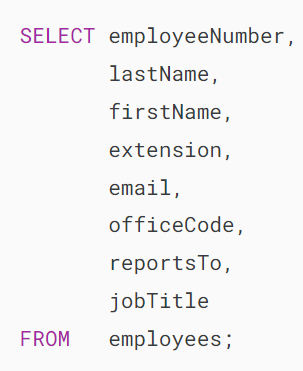 SELECT employeeNumber,
lastName,
firstName,
extension,
email,
officeCode,
reportsTo,
jobTitle
FROM employees;